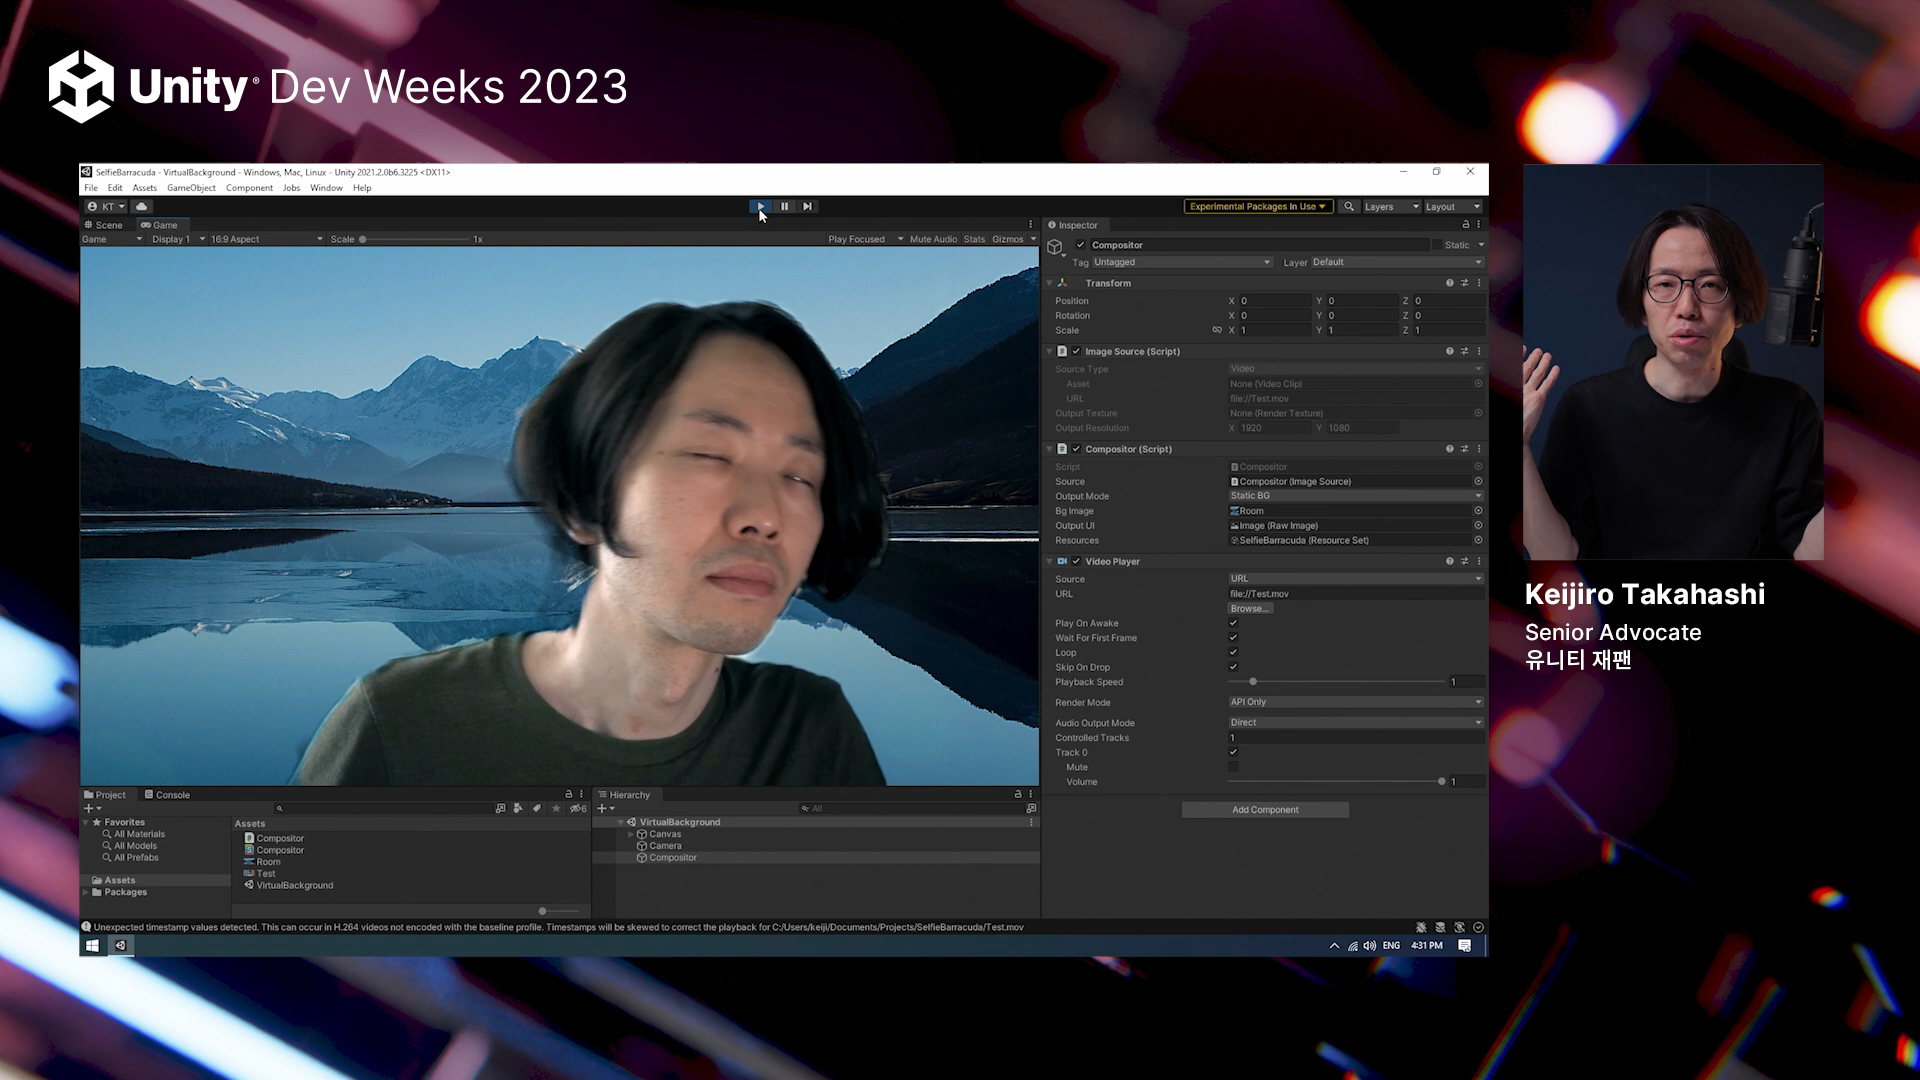 Unity® Dev Weeks 2023
SelfieBarracuda - VirtualBackground - Windows, Mac, Linux - Unity 2021.2.0b6.3225 <DX11>
File Edit Assets GameObject Component Jobs Window Help
KT
Experimental Packages In Use
Layers
Layout
Scene
Game
Game
Display 1
16:9 Aspect
Scale
1x
Play Focused
Mute Audio
Stats
Gizmos
Inspector
Compositor
Static
Tag Untagged
Layer Default
Transform
Position X 0 Y 0 Z 0
Rotation X 0 Y 0 Z 0
Scale X 1 Y 1 Z 1
Image Source (Script)
Source Type Video
Asset None (Video Clip)
URL file://Test.mov
Output Texture None (Render Texture)
Output Resolution X 1920 Y 1080
Compositor (Script)
Script Compositor
Source Compositor (Image Source)
Output Mode Static BG
Bg Image Room
Output UI Image (Raw Image)
Resources SelfieBarracuda (Resource Set)
Video Player
Source URL
URL file://Test.mov
Browse...
Play On Awake
Wait For First Frame
Loop
Skip On Drop
Playback Speed 1
Render Mode API Only
Audio Output Mode Direct
Controlled Tracks 1
Track 0
Mute
Volume 1
Add Component
Project
Console
6
Favorites
All Materials
All Models
All Prefabs
Assets
Packages
Assets
Compositor
Compositor
Room
Test
VirtualBackground
Hierarchy
All
VirtualBackground
Canvas
Camera
Compositor
Unexpected timestamp values detected. This can occur in H.264 videos not encoded with the baseline profile. Timestamps will be skewed to correct the playback for C:/Users/keiji/Documents/Projects/SelfieBarracuda/Test.mov
ENG
4:31 PM
Keijiro Takahashi
Senior Advocate
유니티 재팬